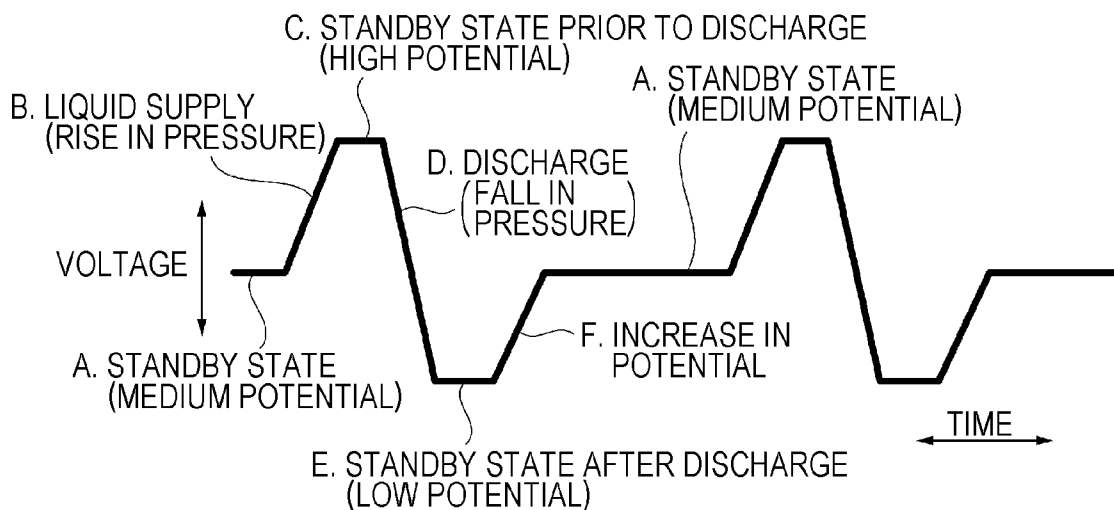 C. STANDBY STATE PRIOR TO DISCHARGE
(HIGH POTENTIAL)
A. STANDBY STATE
(MEDIUM POTENTIAL)
B. LIQUID SUPPLY
(RISE IN PRESSURE)
D. DISCHARGE
(FALL IN
PRESSURE)
VOLTAGE
F. INCREASE IN
POTENTIAL
A. STANDBY STATE
(MEDIUM POTENTIAL)
TIME
E. STANDBY STATE AFTER DISCHARGE
(LOW POTENTIAL)